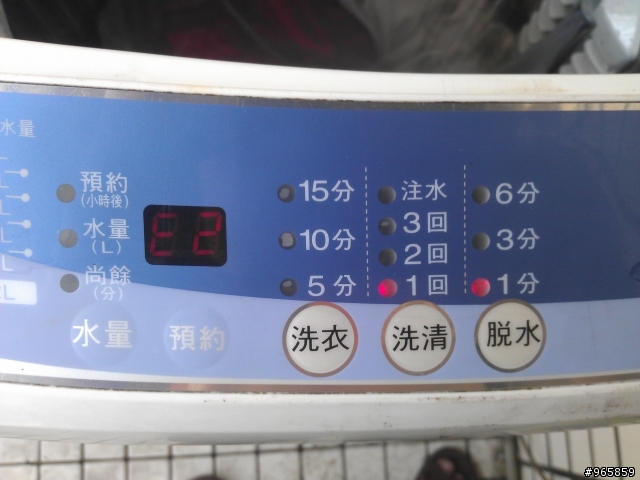 水量
預約
(小時後)
水量
(L)
尚餘
(分)
E2
15分
10分
5分
注水
3回
2回
1回
6分
3分
1分
水量
預約
洗衣
洗清
脱水
#965859